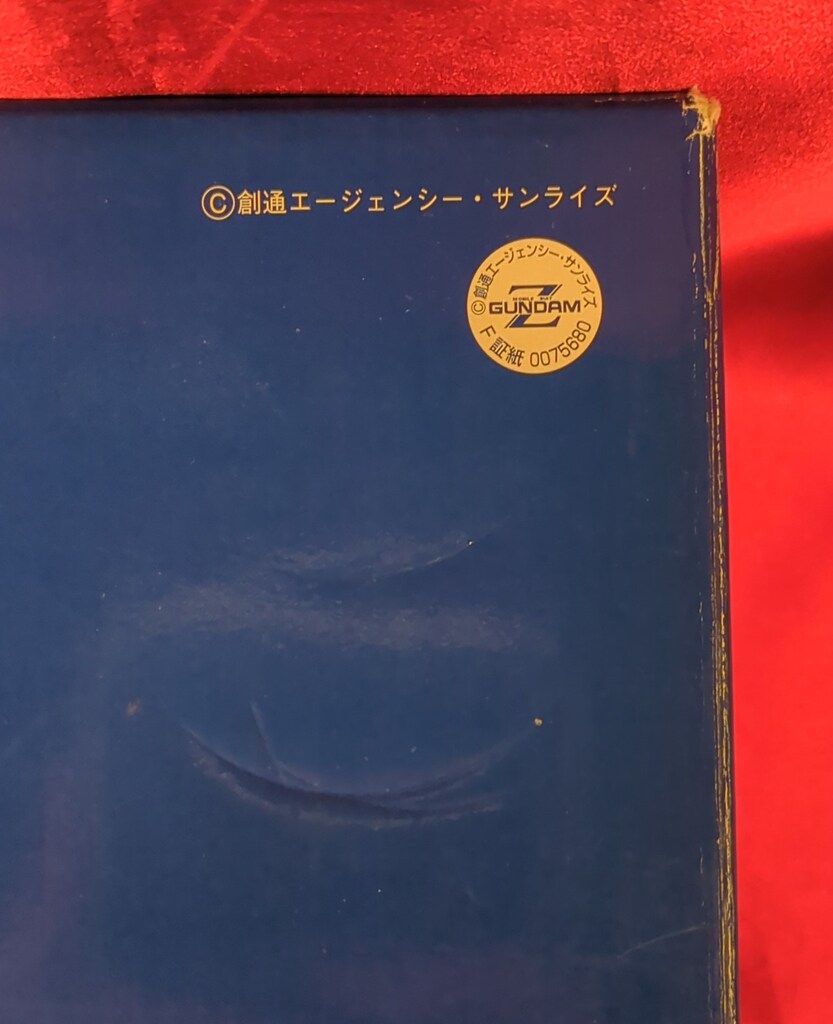 ©創通エージェンシー・サンライズ
©創通エージェンシー・サンライズ
MOBILE SUIT
Z
GUNDAM
F 証紙 0075680